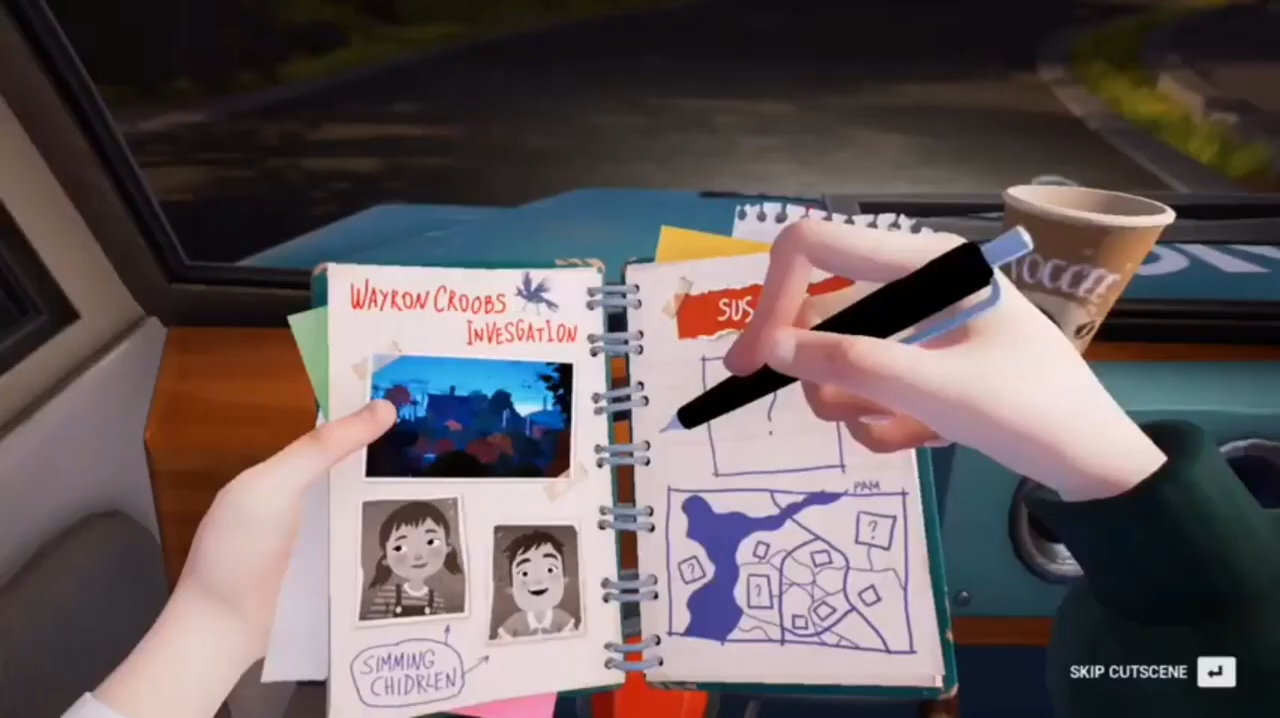 WAYRON CROOBS
INVESGATION
SUS
?
PAM
?
?
?
SIMMING
CHIDRLEN
SKIP CUTSCENE